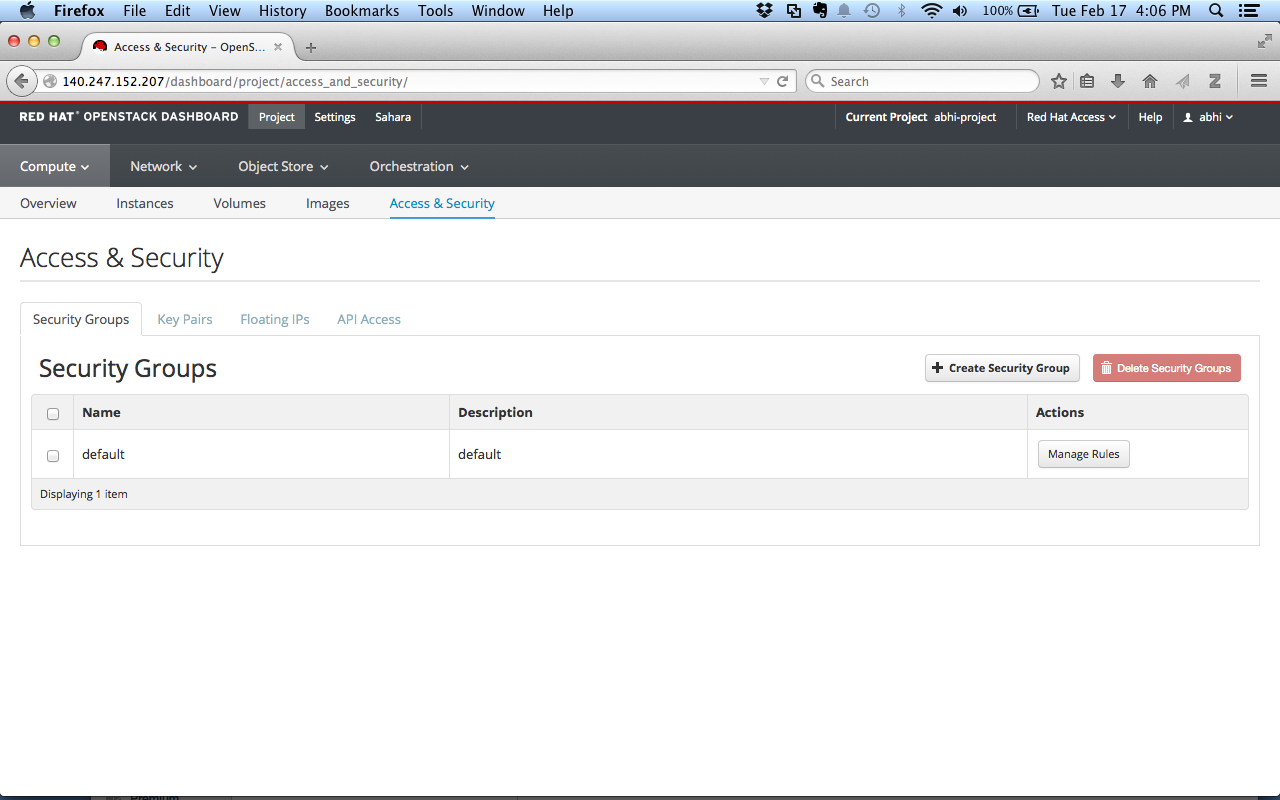 Firefox File Edit View History Bookmarks Tools Window Help 100% Tue Feb 17 4:06 PM
Access & Security – OpenS...
140.247.152.207/dashboard/project/access_and_security/ Search
RED HAT® OPENSTACK DASHBOARD Project Settings Sahara Current Project abhi-project Red Hat Access Help abhi
Compute Network Object Store Orchestration
Overview Instances Volumes Images Access & Security
Access & Security
Security Groups Key Pairs Floating IPs API Access
Security Groups + Create Security Group Delete Security Groups
Name Description Actions
default default Manage Rules
Displaying 1 item